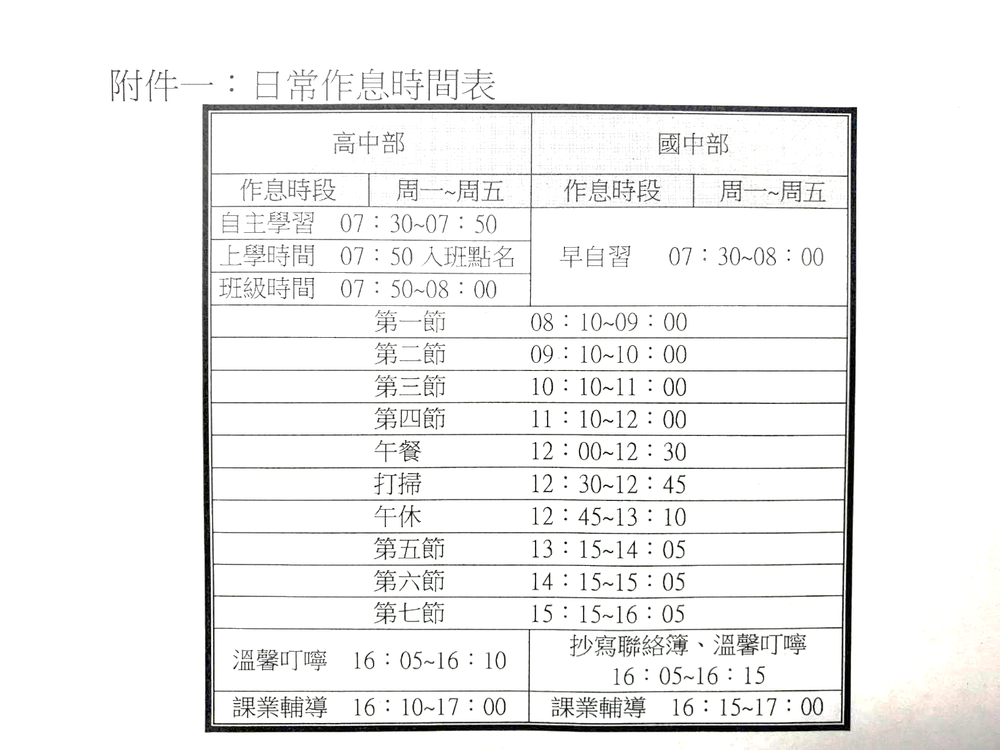 附件一：日常作息時間表
高中部 國中部
作息時段 周一~周五 作息時段 周一~周五
自主學習 07：30~07：50
上學時間 07：50 入班點名
班級時間 07：50~08：00
早自習 07：30~08：00
第一節 08：10~09：00
第二節 09：10~10：00
第三節 10：10~11：00
第四節 11：10~12：00
午餐 12：00~12：30
打掃 12：30~12：45
午休 12：45~13：10
第五節 13：15~14：05
第六節 14：15~15：05
第七節 15：15~16：05
溫馨叮嚀 16：05~16：10
抄寫聯絡簿、溫馨叮嚀
16：05~16：15
課業輔導 16：10~17：00 課業輔導 16：15~17：00